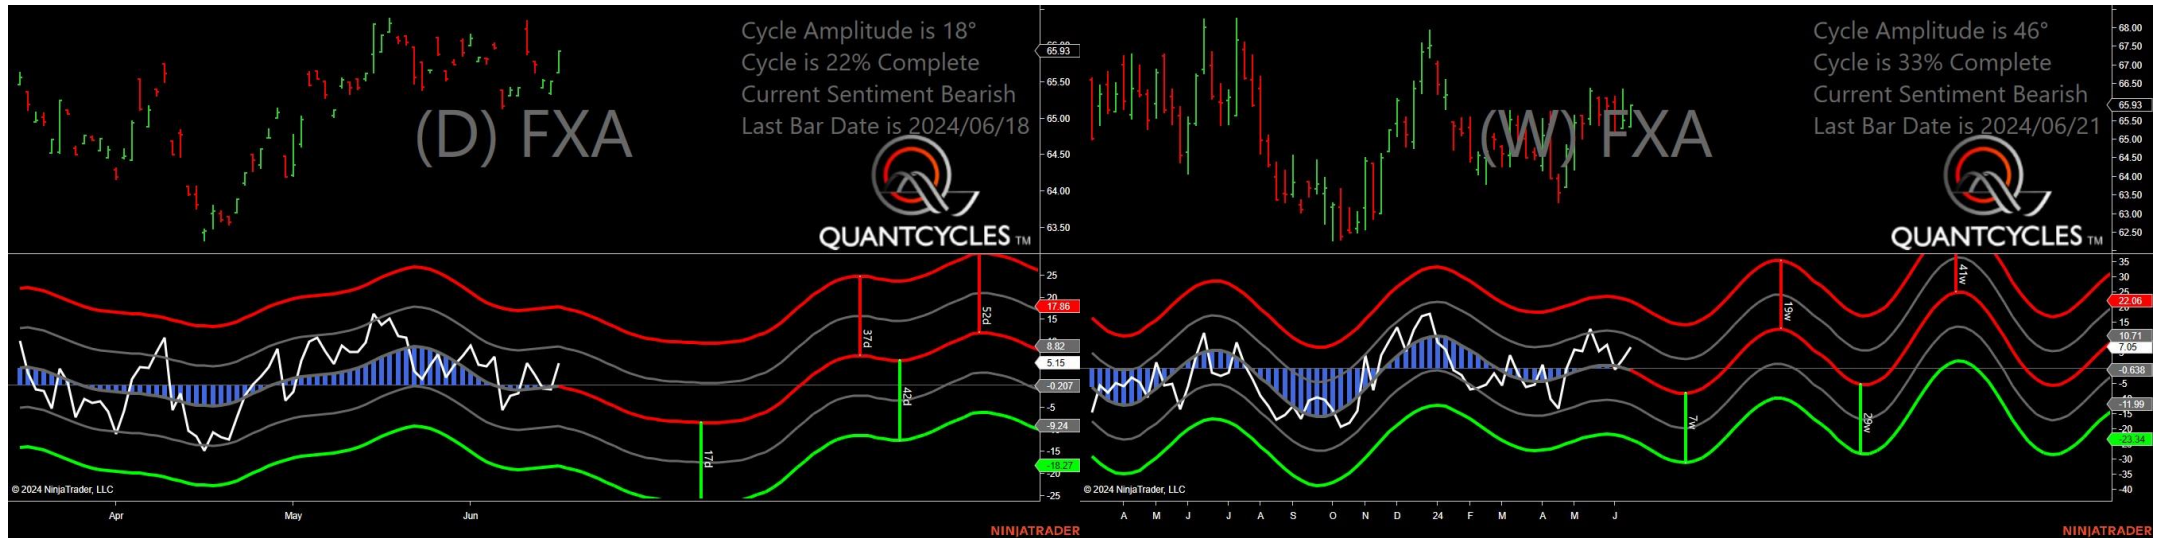 Cycle Amplitude is 18°
Cycle is 22% Complete
Current Sentiment Bearish
Last Bar Date is 2024/06/18
(D) FXA
QUANTCYCLES TM
65.93
65.50
65.00
64.50
64.00
63.50
25
20
17.86
15
8.82
5.15
-0.207
-5
-9.24
-15
-18.27
-20
-25
17d
37d
42d
52d
© 2024 NinjaTrader, LLC
Apr
May
Jun
NINJATRADER
Cycle Amplitude is 46°
Cycle is 33% Complete
Current Sentiment Bearish
Last Bar Date is 2024/06/21
(W) FXA
QUANTCYCLES TM
68.00
67.50
67.00
66.50
65.93
65.50
65.00
64.50
64.00
63.50
63.00
62.50
35
30
25
22.06
15
10.71
7.05
-0.638
-5
-11.99
-15
-20
-23.34
-30
-35
-40
7w
19w
29w
41w
© 2024 NinjaTrader, LLC
A
M
J
J
A
S
O
N
D
24
F
M
A
M
J
NINJATRADER